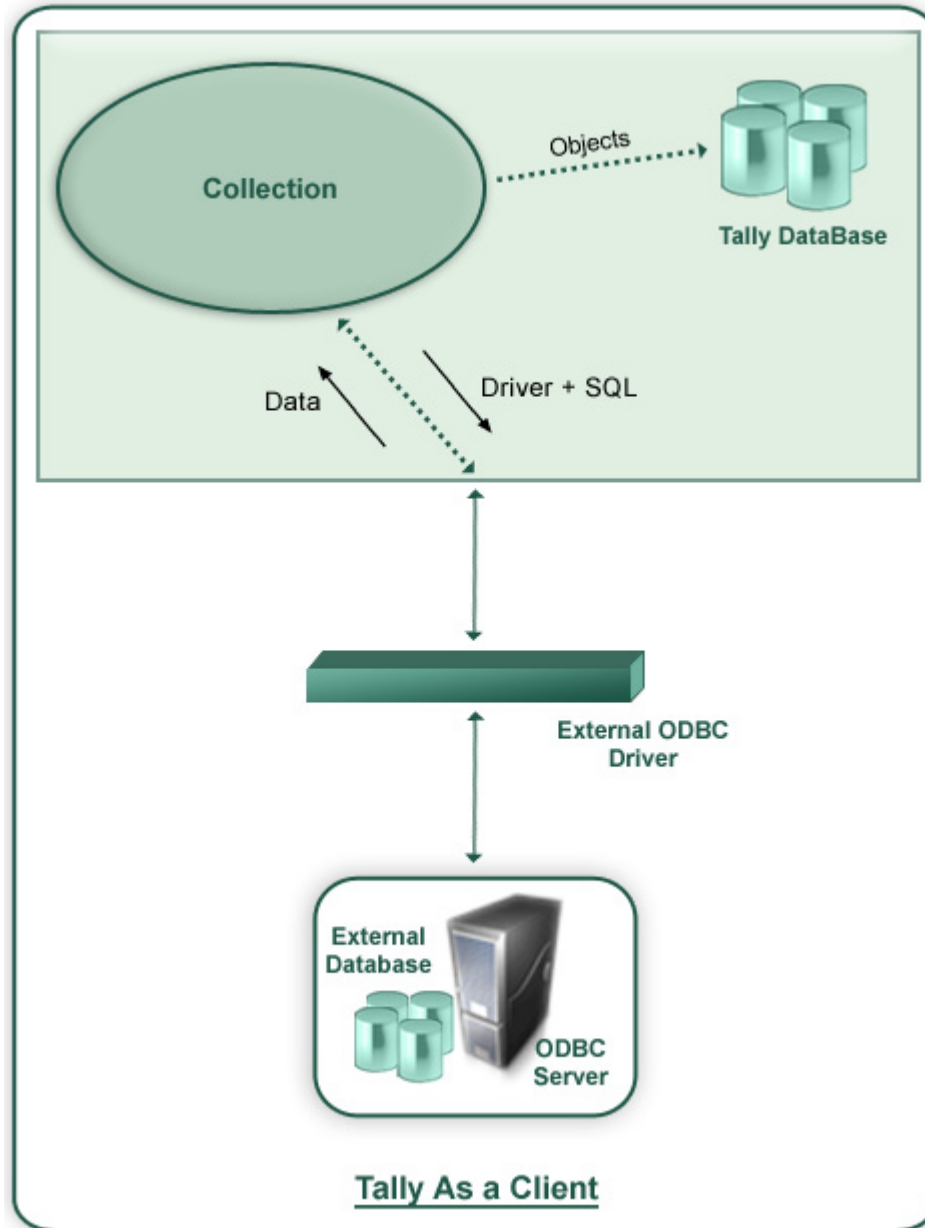 Collection
Objects
Tally DataBase
Data
Driver + SQL
External ODBC
Driver
External
Database
ODBC
Server
Tally As a Client